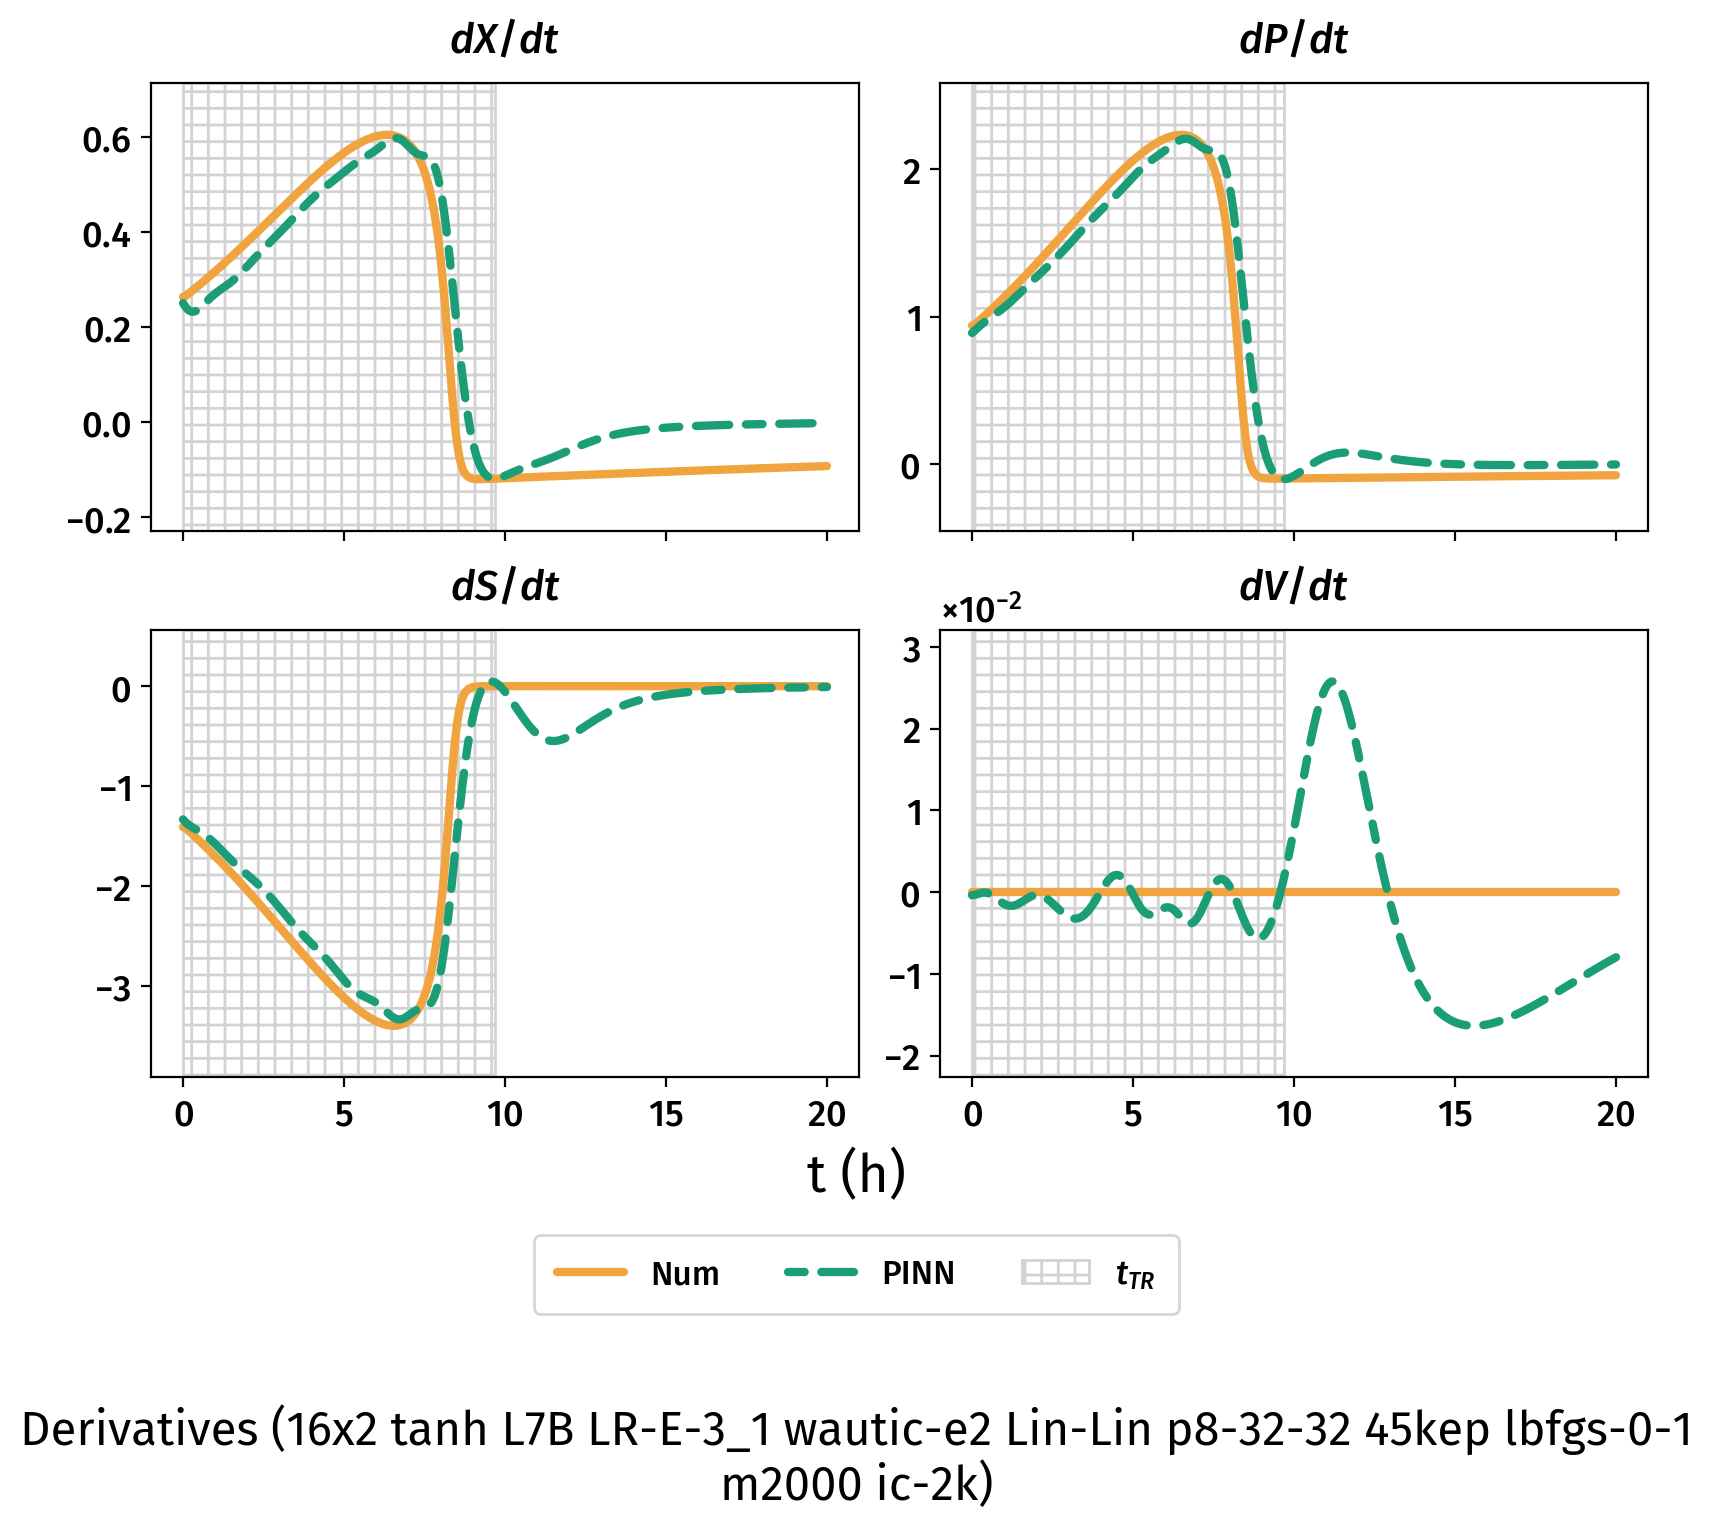 dX/dt
dP/dt
0.6
0.4
0.2
0.0
−0.2
2
1
0
dS/dt
dV/dt
×10⁻²
0
−1
−2
−3
3
2
1
0
−1
−2
0 5 10 15 20
0 5 10 15 20
t (h)
Num PINN t_TR
Derivatives (16x2 tanh L7B LR-E-3_1 wautic-e2 Lin-Lin p8-32-32 45kep lbfgs-0-1
m2000 ic-2k)